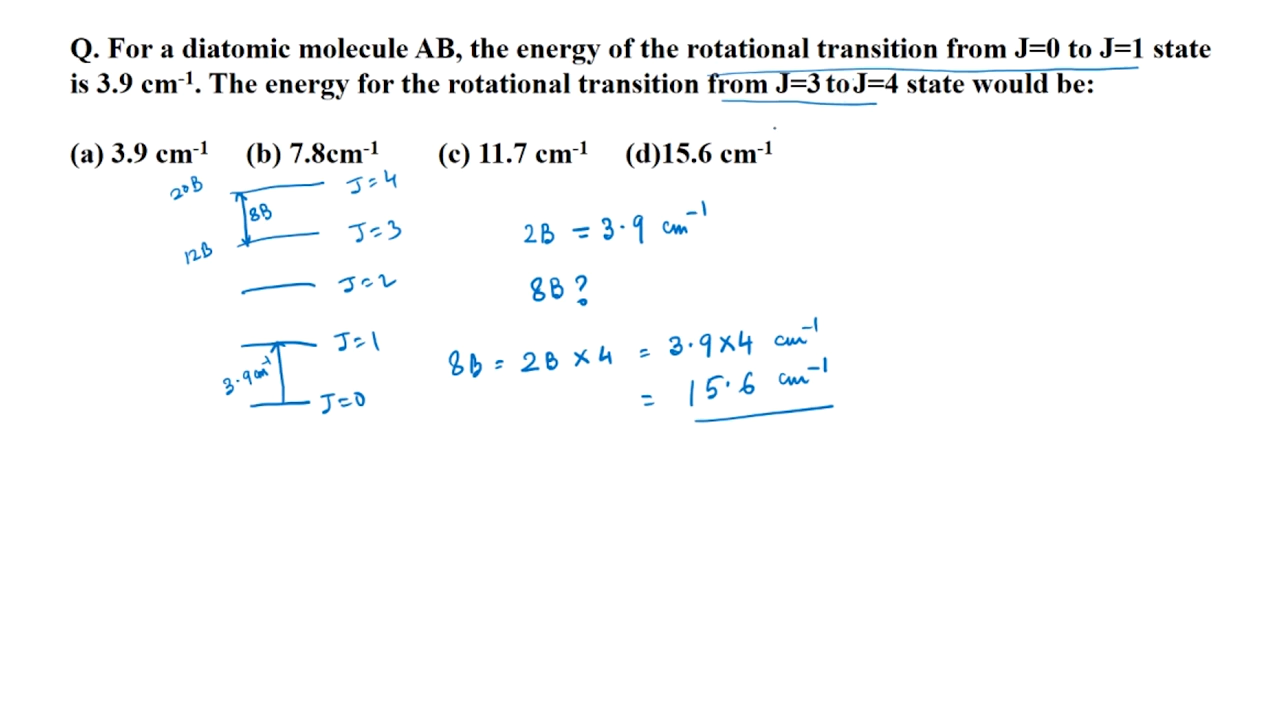 Q. For a diatomic molecule AB, the energy of the rotational transition from J=0 to J=1 state
is 3.9 cm⁻¹. The energy for the rotational transition from J=3 to J=4 state would be:
(a) 3.9 cm⁻¹ (b) 7.8cm⁻¹ (c) 11.7 cm⁻¹ (d)15.6 cm⁻¹
20B J=4
8B
12B J=3
J=2
J=1
3.9cm⁻¹
J=0
2B = 3.9 cm⁻¹
8B ?
8B = 2B × 4 = 3.9×4 cm⁻¹
= 15.6 cm⁻¹